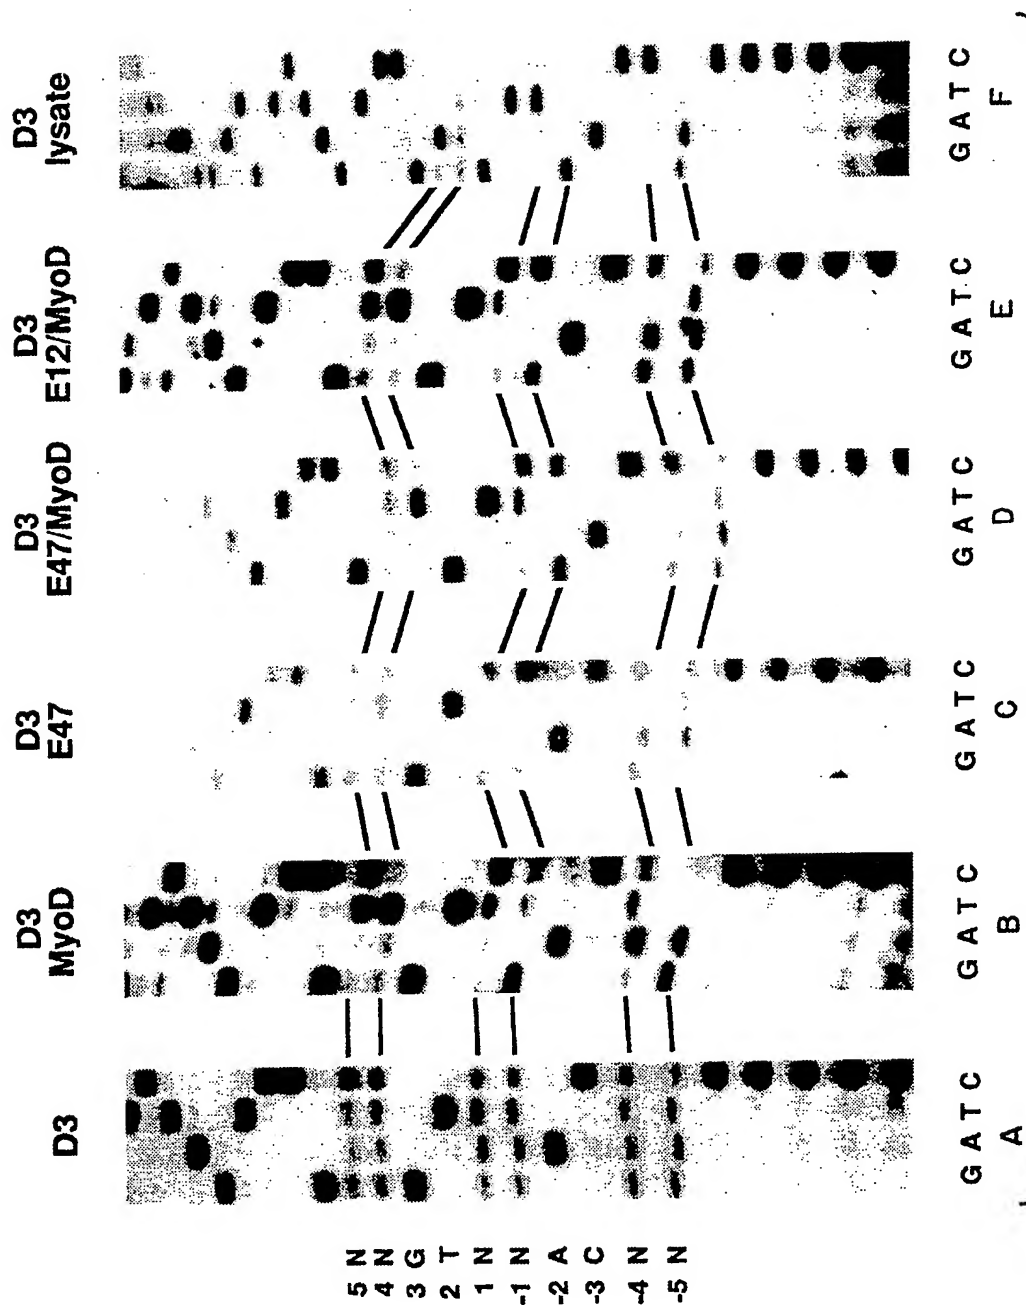 D3
D3
MyoD
D3
E47
D3
E47/MyoD
D3
E12/MyoD
D3
lysate
5 N
4 N
3 G
2 T
1 N
-1 N
-2 A
-3 C
-4 N
-5 N
G A T C
G A T C
G A T C
G A T C
G A T C
G A T C
A
B
C
D
E
F